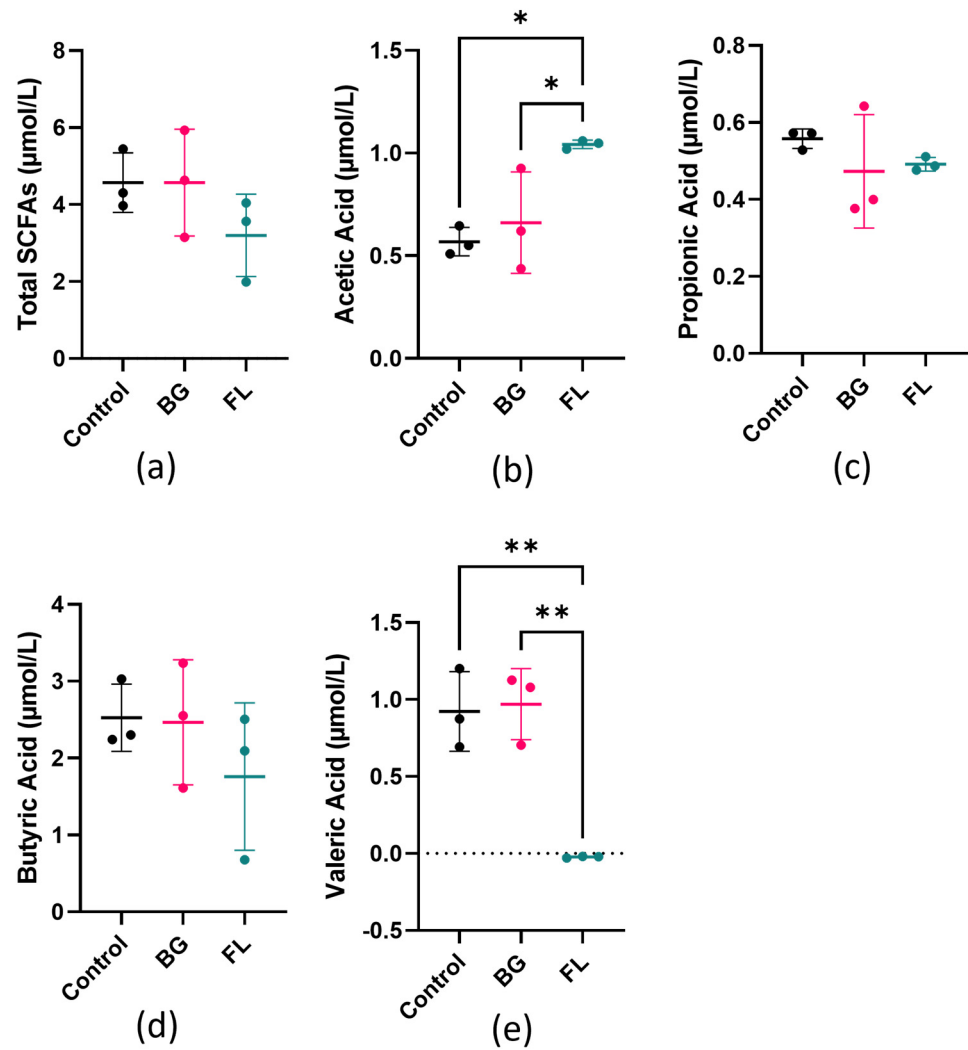 Total SCFAs (µmol/L)
8
6
4
2
0
Control
BG
FL
(a)
Acetic Acid (µmol/L)
1.5
1.0
0.5
0.0
*
*
Control
BG
FL
(b)
Propionic Acid (µmol/L)
0.8
0.6
0.4
0.2
0.0
Control
BG
FL
(c)
Butyric Acid (µmol/L)
4
3
2
1
0
Control
BG
FL
(d)
Valeric Acid (µmol/L)
1.5
1.0
0.5
0.0
-0.5
**
**
Control
BG
FL
(e)